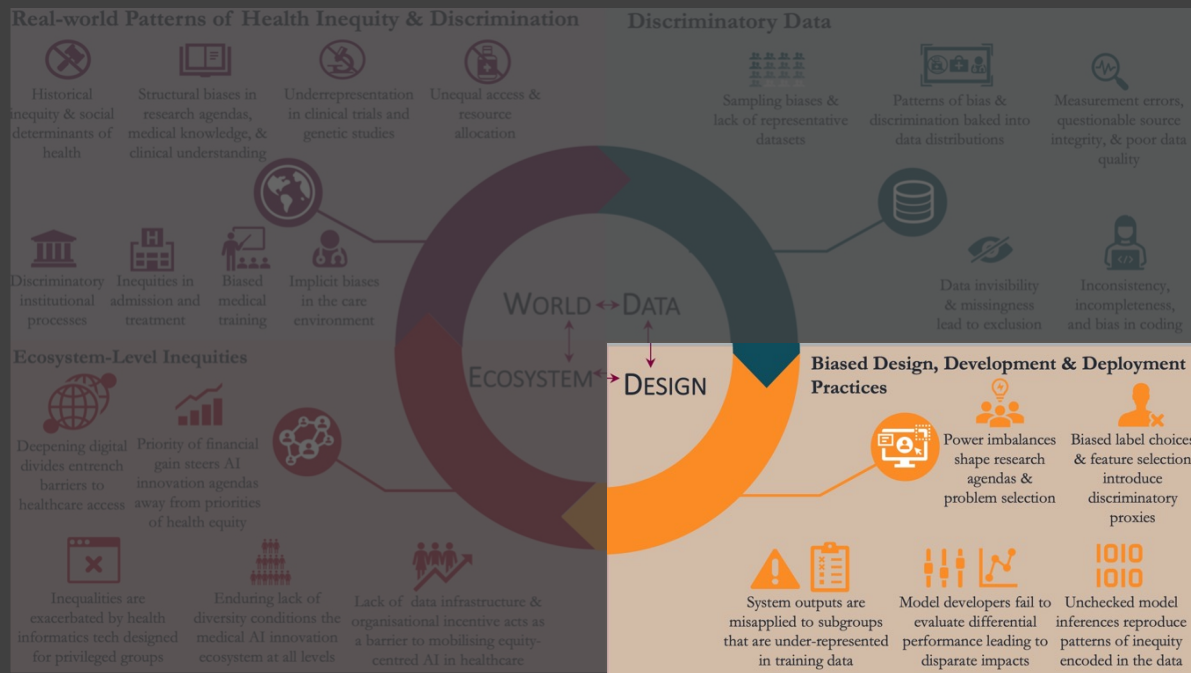 Real-world Patterns of Health Inequity & Discrimination
Historical
inequity & social
determinants of
health
Structural biases in
research agendas,
medical knowledge, &
clinical understanding
Underrepresentation
in clinical trials and
genetic studies
Unequal access &
resource
allocation
Discriminatory
institutional
processes
Inequities in
admission and
treatment
Biased
medical
training
Implicit biases
in the care
environment
Discriminatory Data
Sampling biases &
lack of representative
datasets
Patterns of bias &
discrimination baked into
data distributions
Measurement errors,
questionable source
integrity, & poor data
quality
Data invisibility
& missingness
lead to exclusion
Inconsistency,
incompleteness,
and bias in coding
WORLD DATA
ECOSYSTEM DESIGN
Ecosystem-Level Inequities
Deepening digital
divides entrench
barriers to
healthcare access
Priority of financial
gain steers AI
innovation agendas
away from priorities
of health equity
Inequalities are
exacerbated by health
informatics tech designed
for privileged groups
Enduring lack of
diversity conditions the
medical AI innovation
ecosystem at all levels
Lack of data infrastructure &
organisational incentive acts as
a barrier to mobilising equity-
centred AI in healthcare
Biased Design, Development & Deployment
Practices
Power imbalances
shape research
agendas &
problem selection
Biased label choices
& feature selection
introduce
discriminatory
proxies
System outputs are
misapplied to subgroups
that are under-represented
in training data
Model developers fail to
evaluate differential
performance leading to
disparate impacts
1010
1010
Unchecked model
inferences reproduce
patterns of inequity
encoded in the data